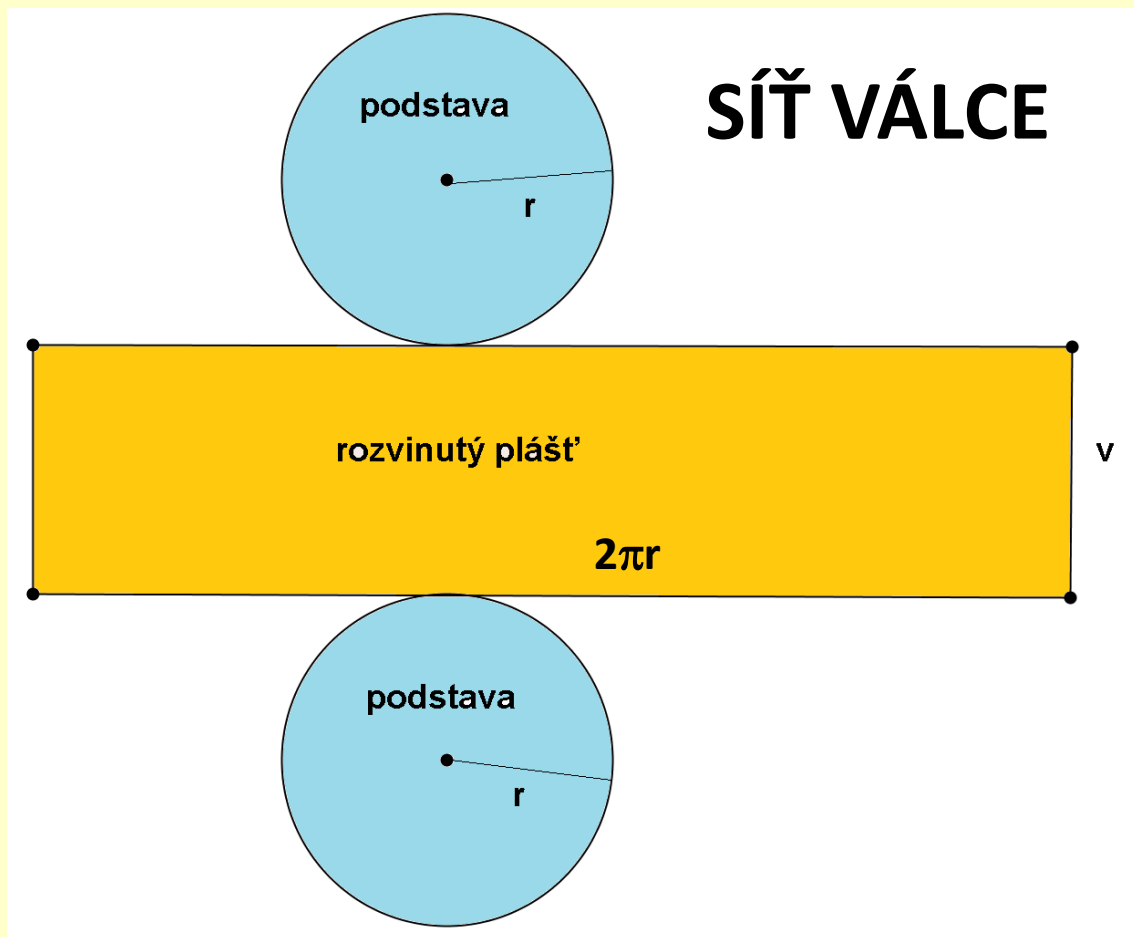 SÍŤ VÁLCE
podstava
r
rozvinutý plášť
v
2πr
podstava
r